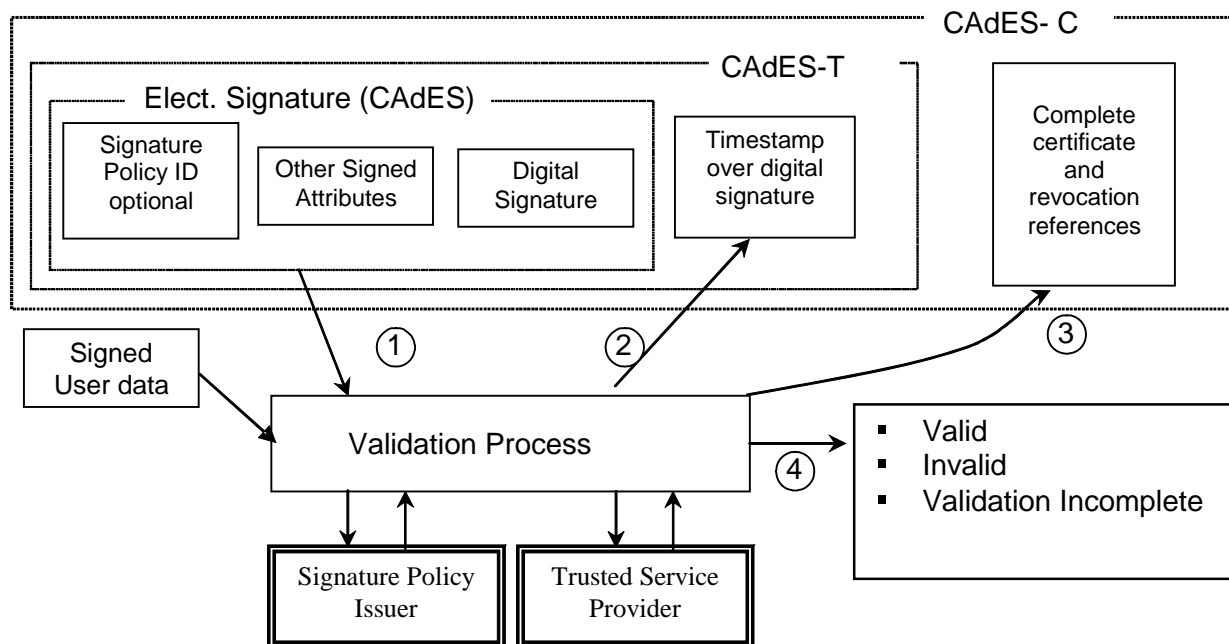 CAdES- C
CAdES-T
Elect. Signature (CAdES)
Signature
Policy ID
optional
Other Signed
Attributes
Digital
Signature
Timestamp
over digital
signature
Complete
certificate
and
revocation
references
1
2
3
Signed
User data
Validation Process
4
▪ Valid
▪ Invalid
▪ Validation Incomplete
Signature Policy
Issuer
Trusted Service
Provider